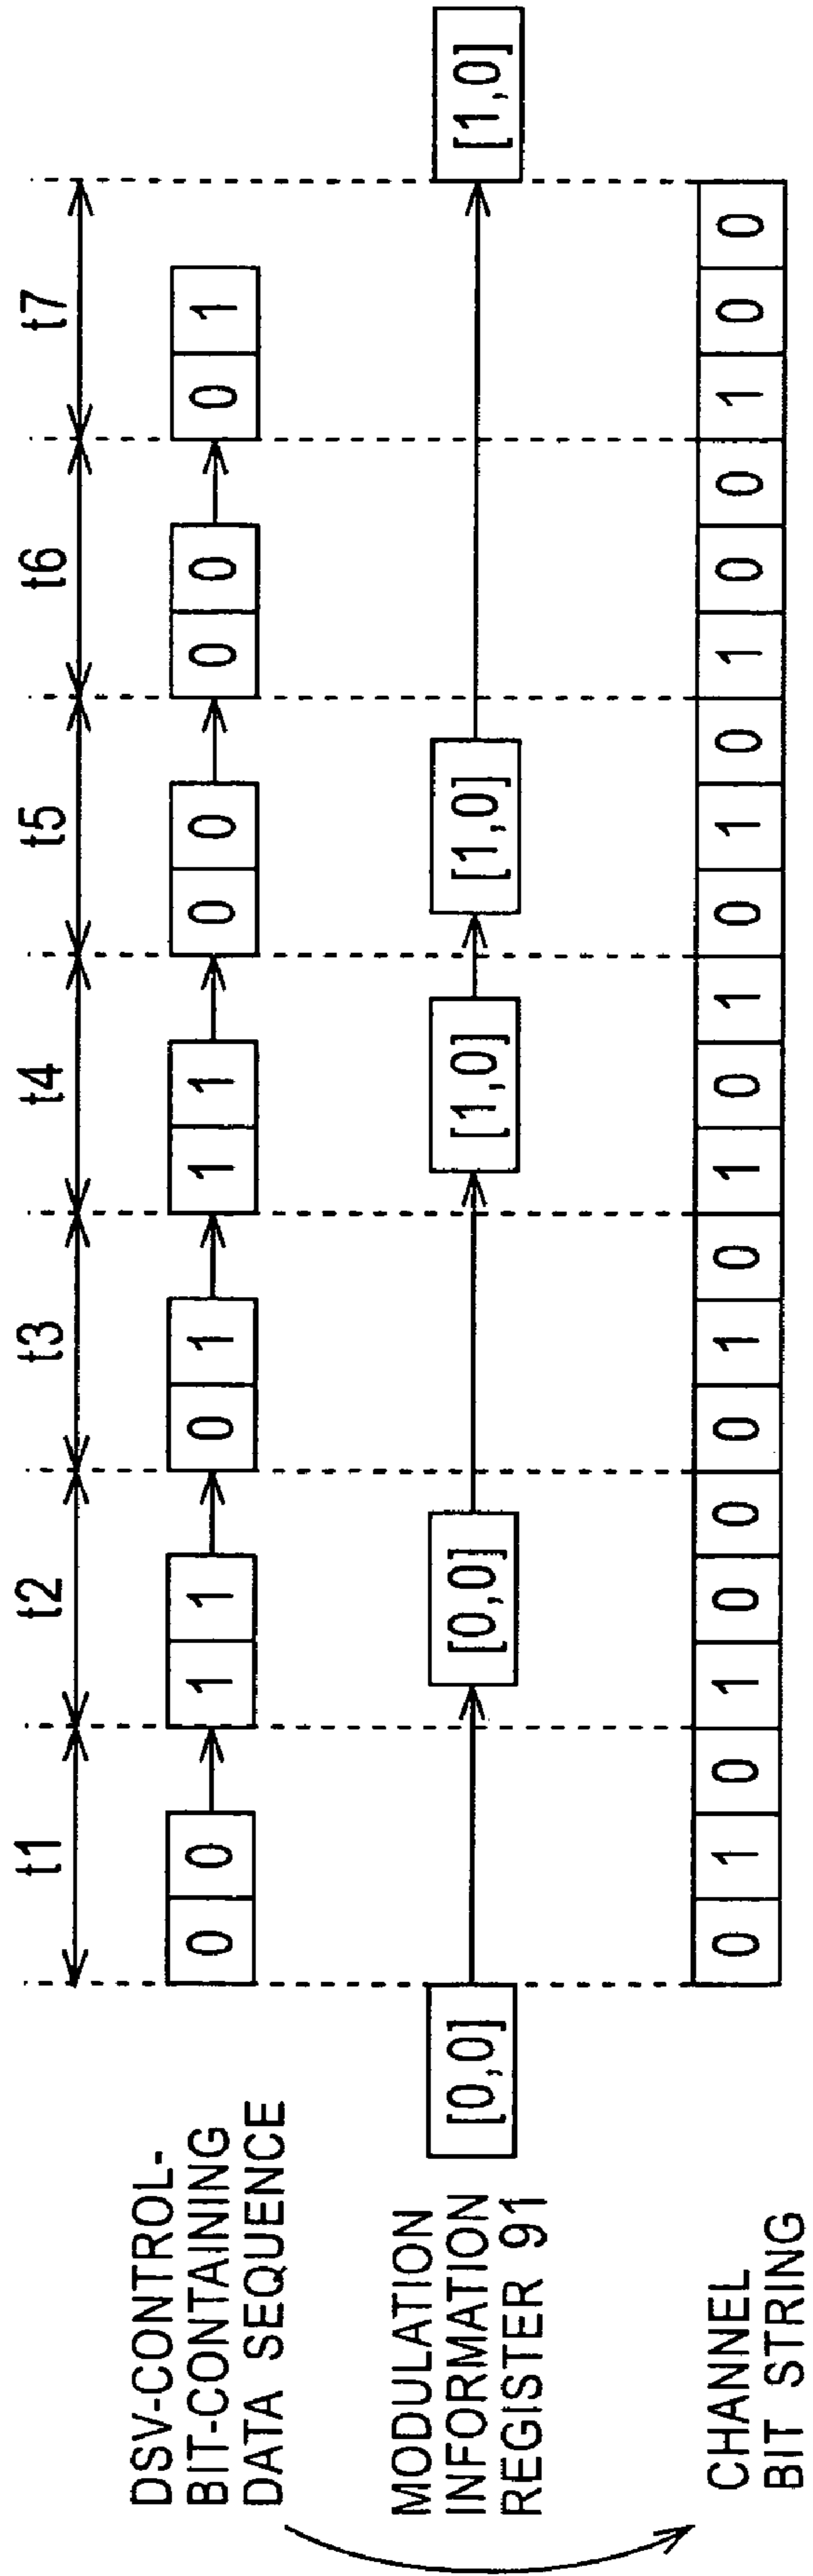 t1 t2 t3 t4 t5 t6 t7
DSV-CONTROL-
BIT-CONTAINING
DATA SEQUENCE
0 0 1 1 0 1 1 1 0 0 0 0 0 1
MODULATION
INFORMATION
REGISTER 91
[0,0] [0,0] [1,0] [1,0] [1,0]
CHANNEL
BIT STRING
0 1 0 1 0 0 0 1 0 1 0 1 0 1 0 1 0 0 1 0 0